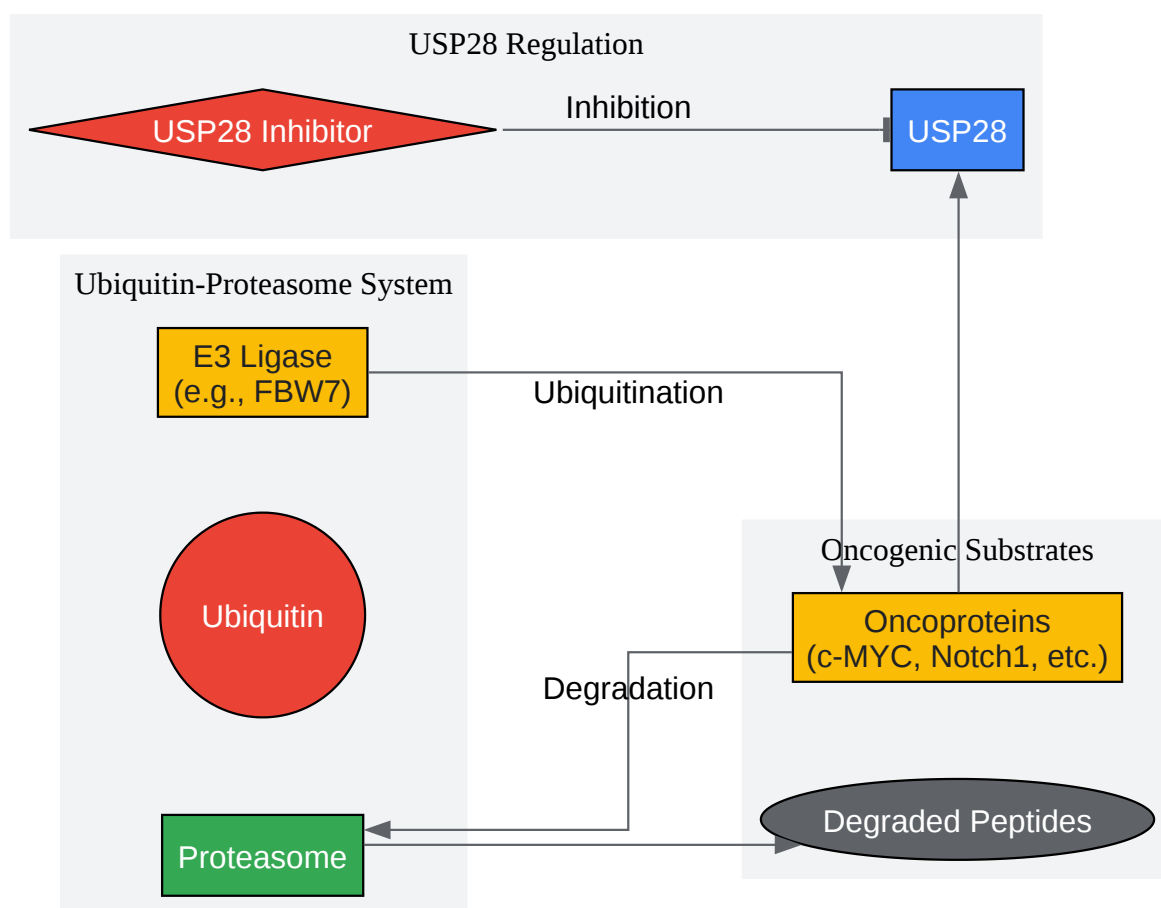 USP28 Regulation
Inhibition
USP28 Inhibitor
USP28
Ubiquitin-Proteasome System
E3 Ligase
(e.g., FBW7)
Ubiquitination
Oncogenic Substrates
Ubiquitin
Oncoproteins
(c-MYC, Notch1, etc.)
Degradation
Degraded Peptides
Proteasome